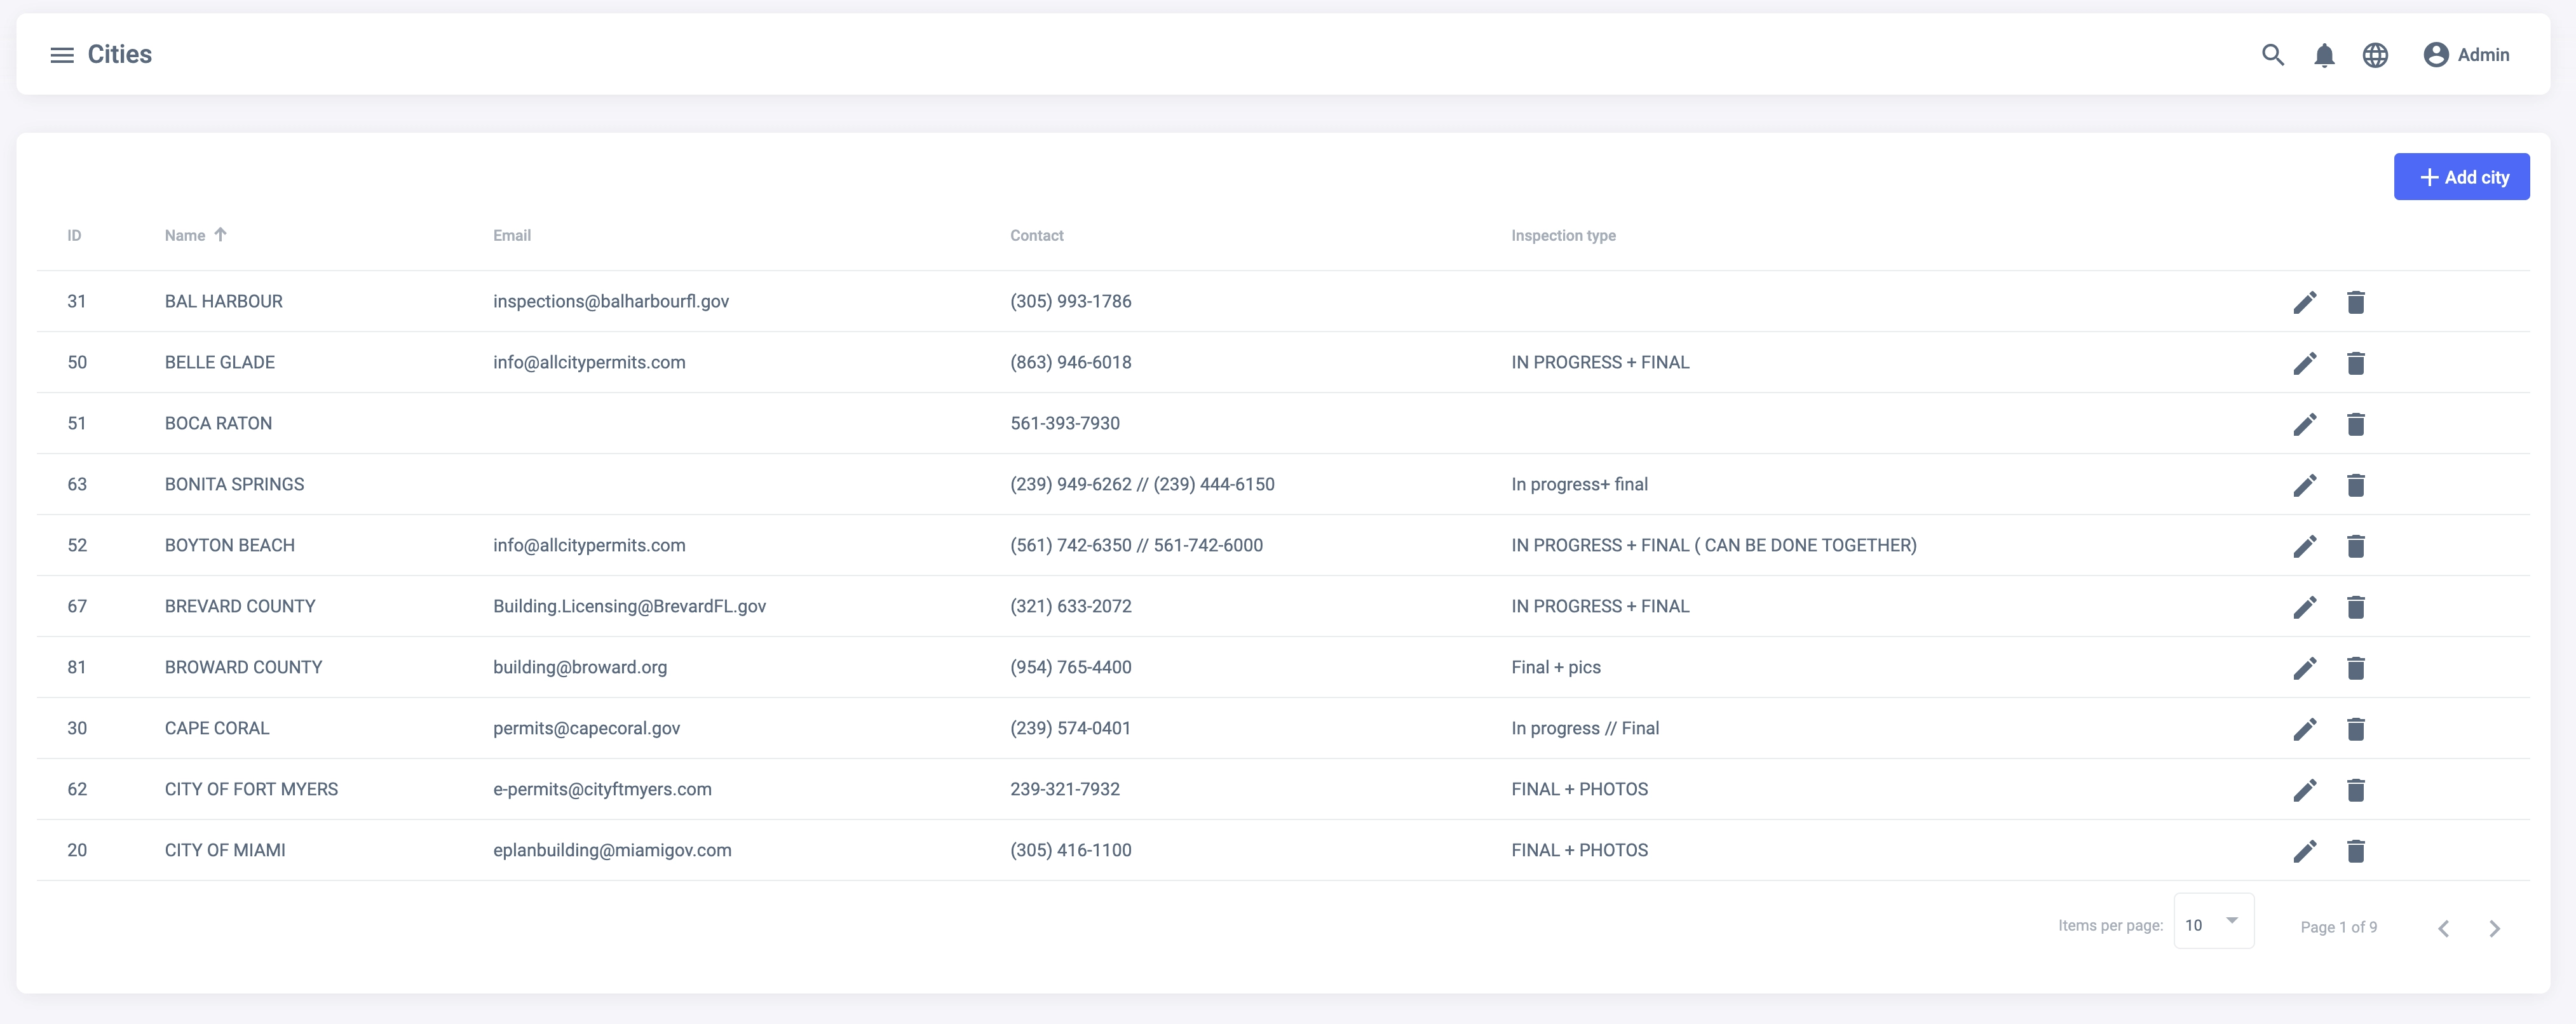 Cities
Admin
Add city
ID Name Email Contact Inspection type
31 BAL HARBOUR inspections@balharbourfl.gov (305) 993-1786
50 BELLE GLADE info@allcitypermits.com (863) 946-6018 IN PROGRESS + FINAL
51 BOCA RATON 561-393-7930
63 BONITA SPRINGS (239) 949-6262 // (239) 444-6150 In progress+ final
52 BOYTON BEACH info@allcitypermits.com (561) 742-6350 // 561-742-6000 IN PROGRESS + FINAL ( CAN BE DONE TOGETHER)
67 BREVARD COUNTY Building.Licensing@BrevardFL.gov (321) 633-2072 IN PROGRESS + FINAL
81 BROWARD COUNTY building@broward.org (954) 765-4400 Final + pics
30 CAPE CORAL permits@capecoral.gov (239) 574-0401 In progress // Final
62 CITY OF FORT MYERS e-permits@cityftmyers.com 239-321-7932 FINAL + PHOTOS
20 CITY OF MIAMI eplanbuilding@miamigov.com (305) 416-1100 FINAL + PHOTOS
Items per page: 10 Page 1 of 9